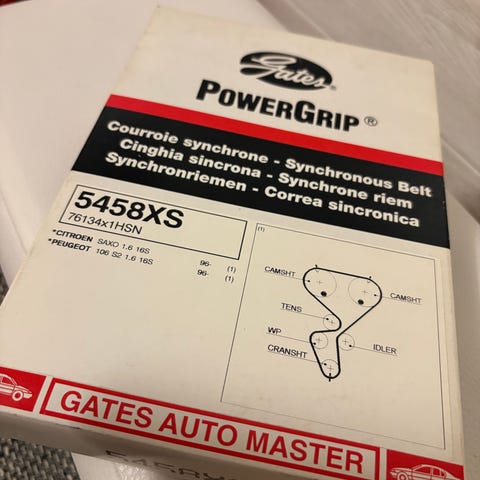 Gates
POWERGRIP ®
Courroie synchrone - Synchronous Belt
Cinghia sincrona - Synchrone riem
Synchronriemen - Correa sincronica
5458XS
76134x1HSN
*CITROEN SAXO 1.6 16S 96- (1)
*PEUGEOT 106 S2 1.6 16S 96- (1)
(1)
CAMSHT
CAMSHT
TENS
WP
IDLER
CRANSHT
GATES AUTO MASTER